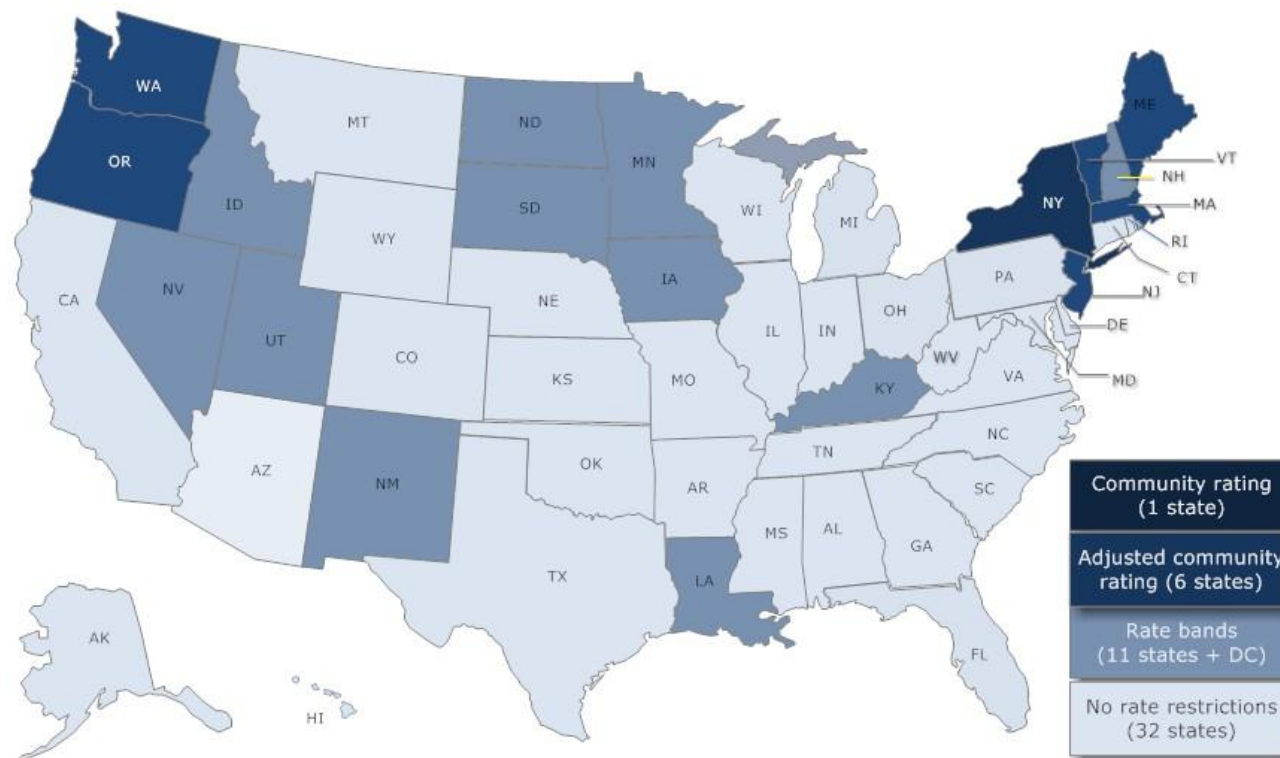 WA
ME
MT
ND
VT
OR
MN
NH
ID
SD
WI
NY
MA
MI
WY
RI
CT
IA
PA
CA
NV
NE
NJ
OH
UT
IL
IN
DE
CO
WV
KS
MO
VA
MD
KY
NC
TN
OK
AZ
NM
AR
SC
MS
AL
GA
TX
LA
AK
FL
HI
Community rating
(1 state)
Adjusted community
rating (6 states)
Rate bands
(11 states + DC)
No rate restrictions
(32 states)